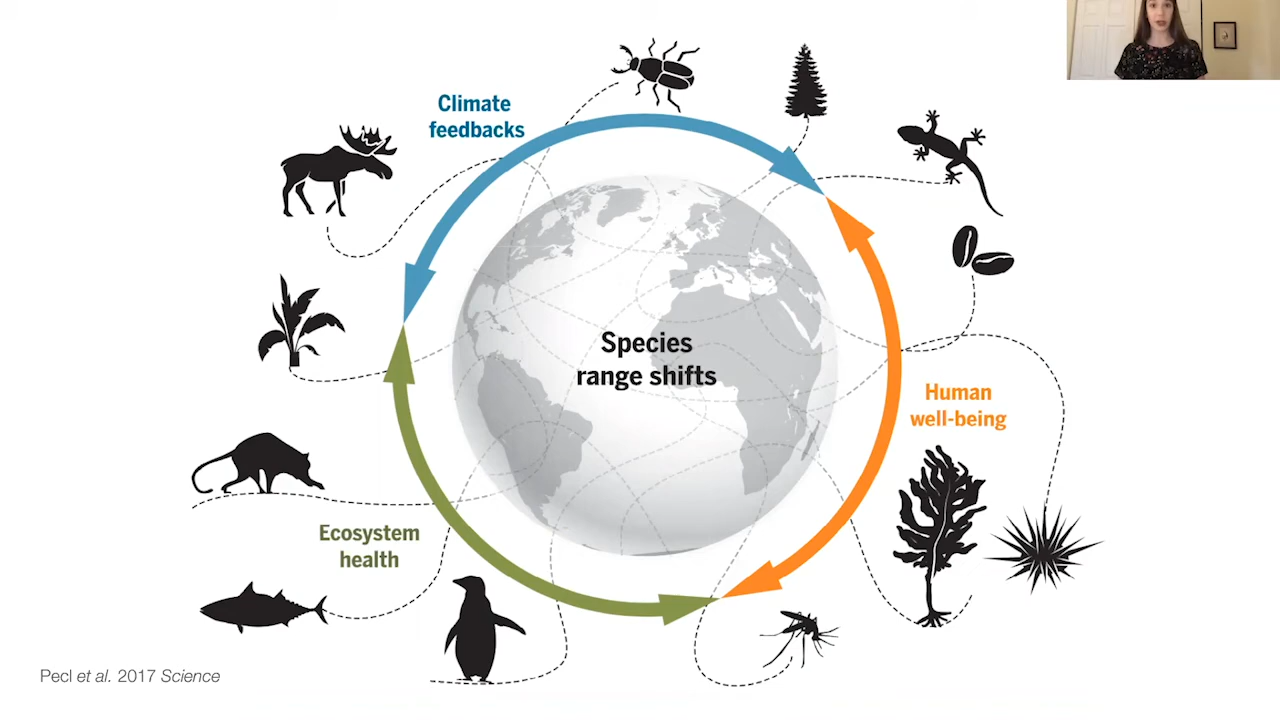 Climate
feedbacks
Species
range shifts
Human
well-being
Ecosystem
health
Pecl et al. 2017 Science